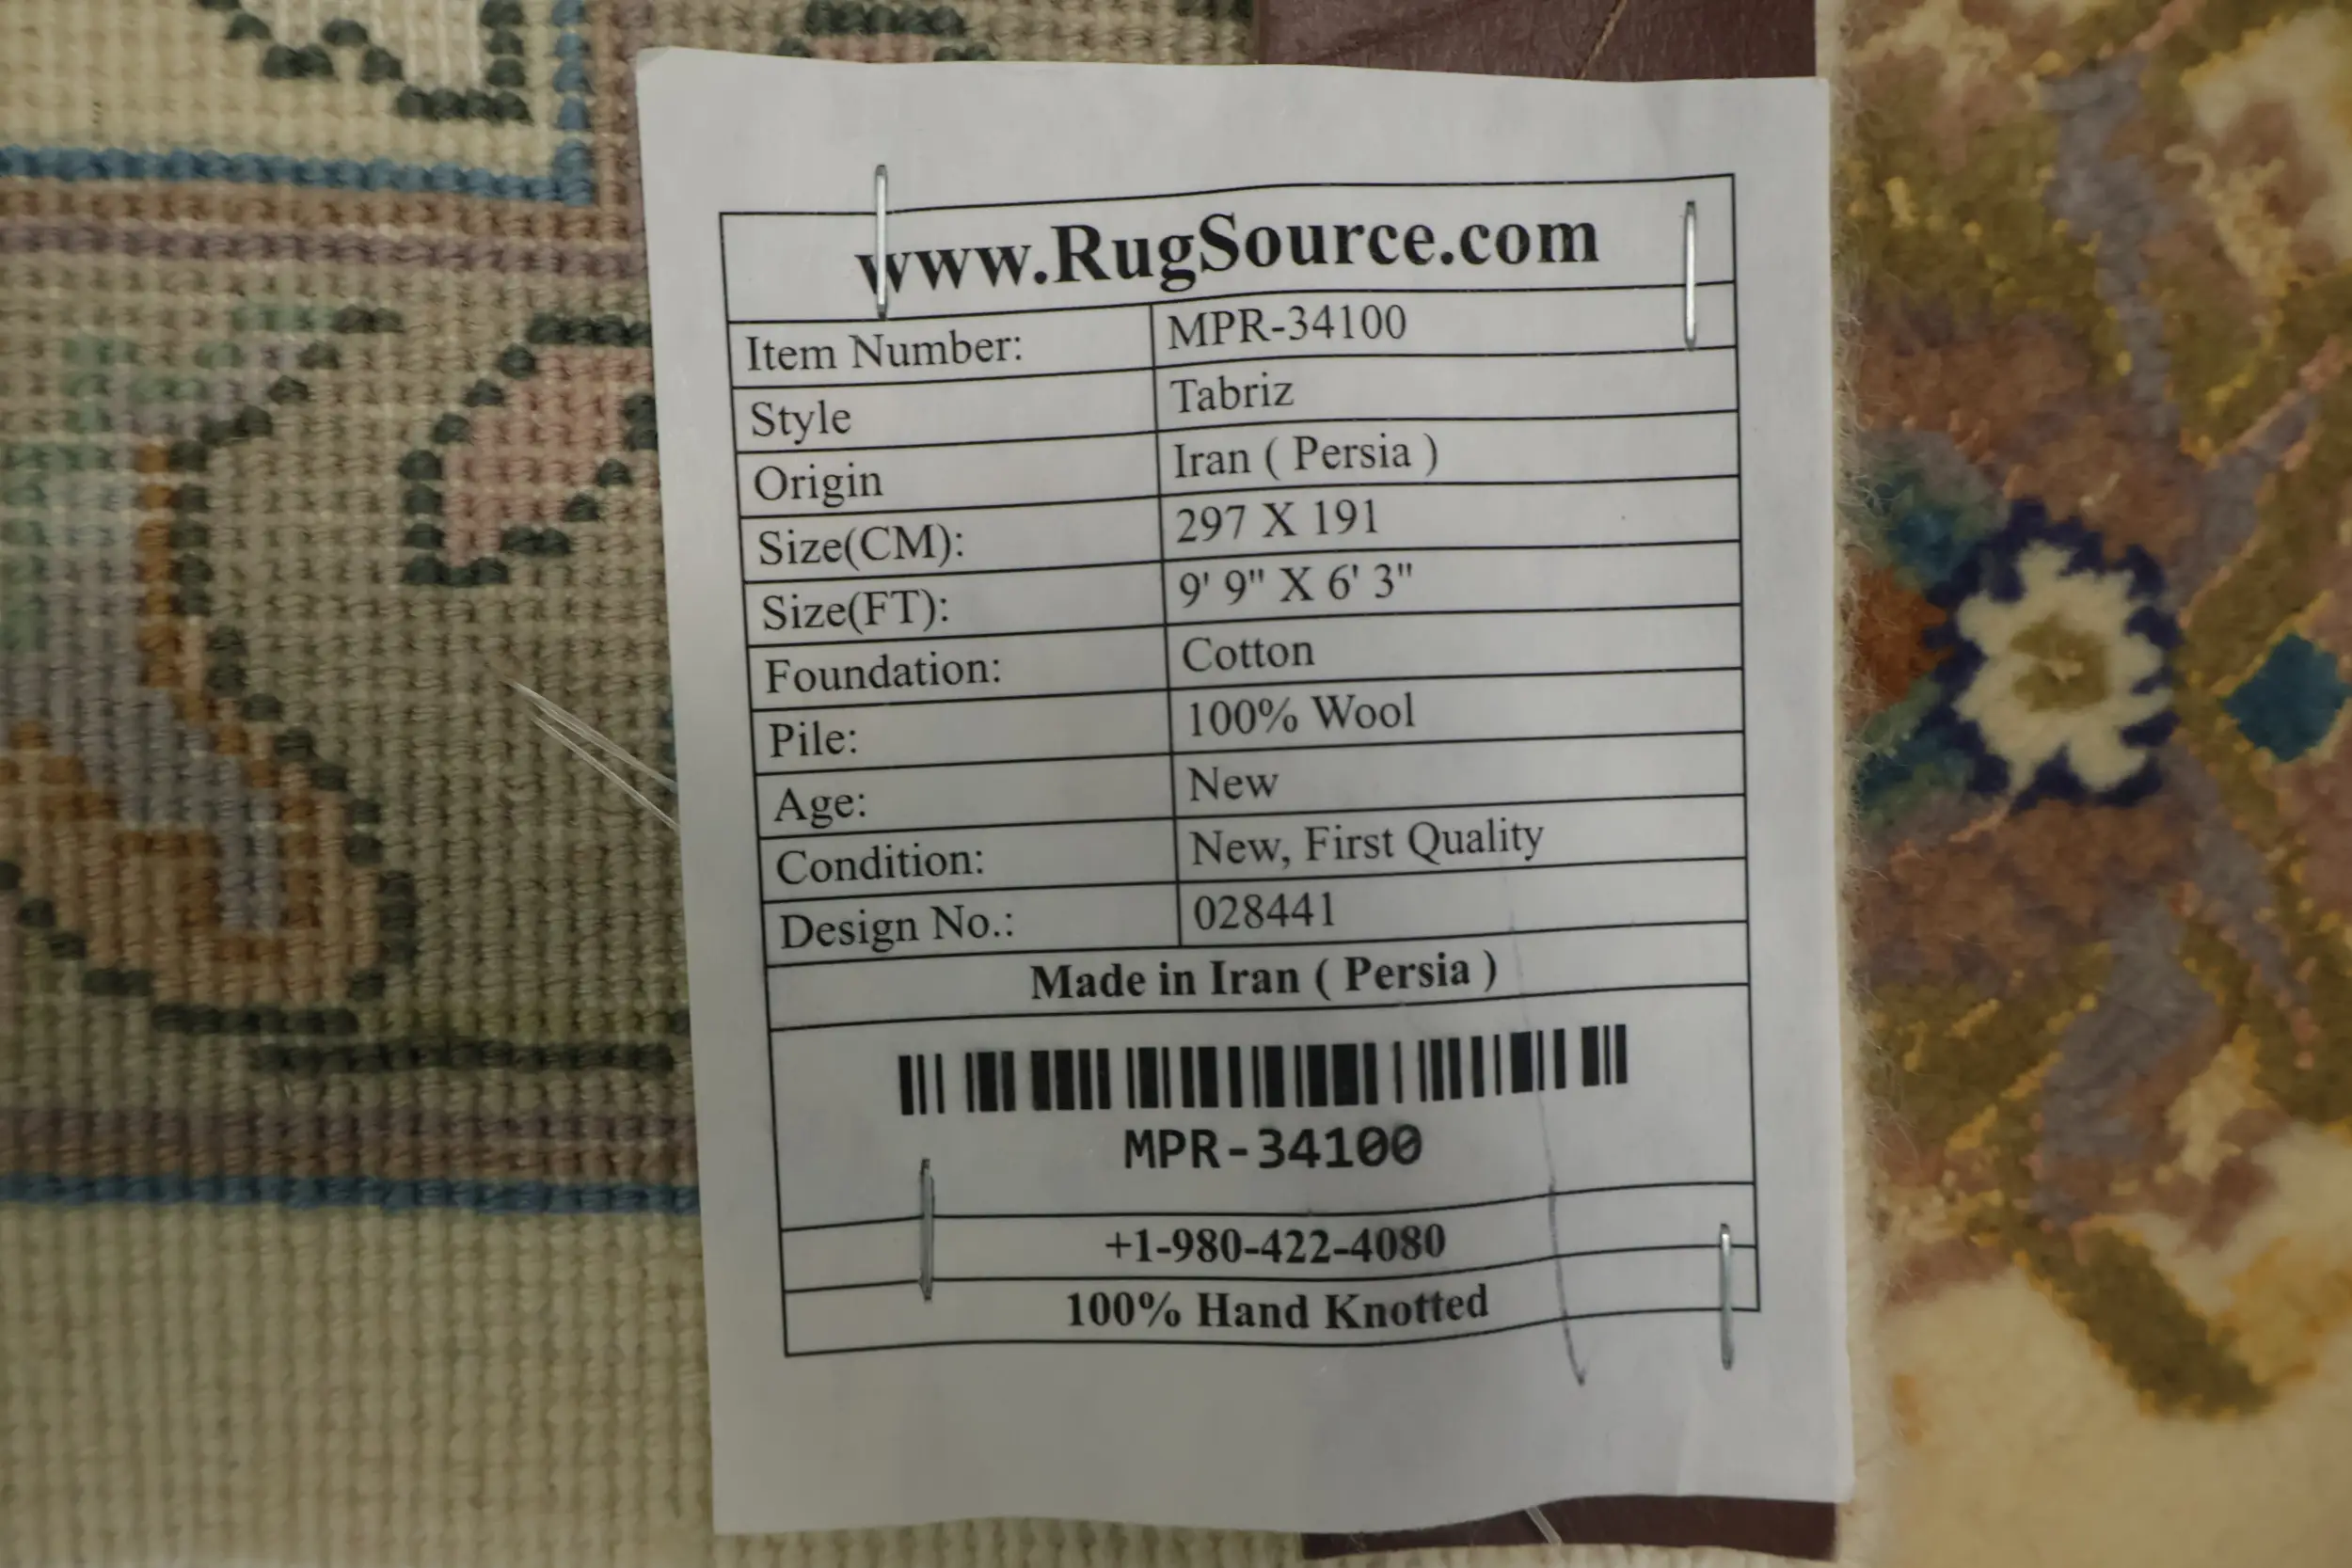 www.RugSource.com
Item Number: MPR-34100
Style Tabriz
Origin Iran ( Persia )
Size(CM): 297 X 191
Size(FT): 9' 9" X 6' 3"
Foundation: Cotton
Pile: 100% Wool
Age: New
Condition: New, First Quality
Design No.: 028441
Made in Iran ( Persia )
MPR-34100
+1-980-422-4080
100% Hand Knotted